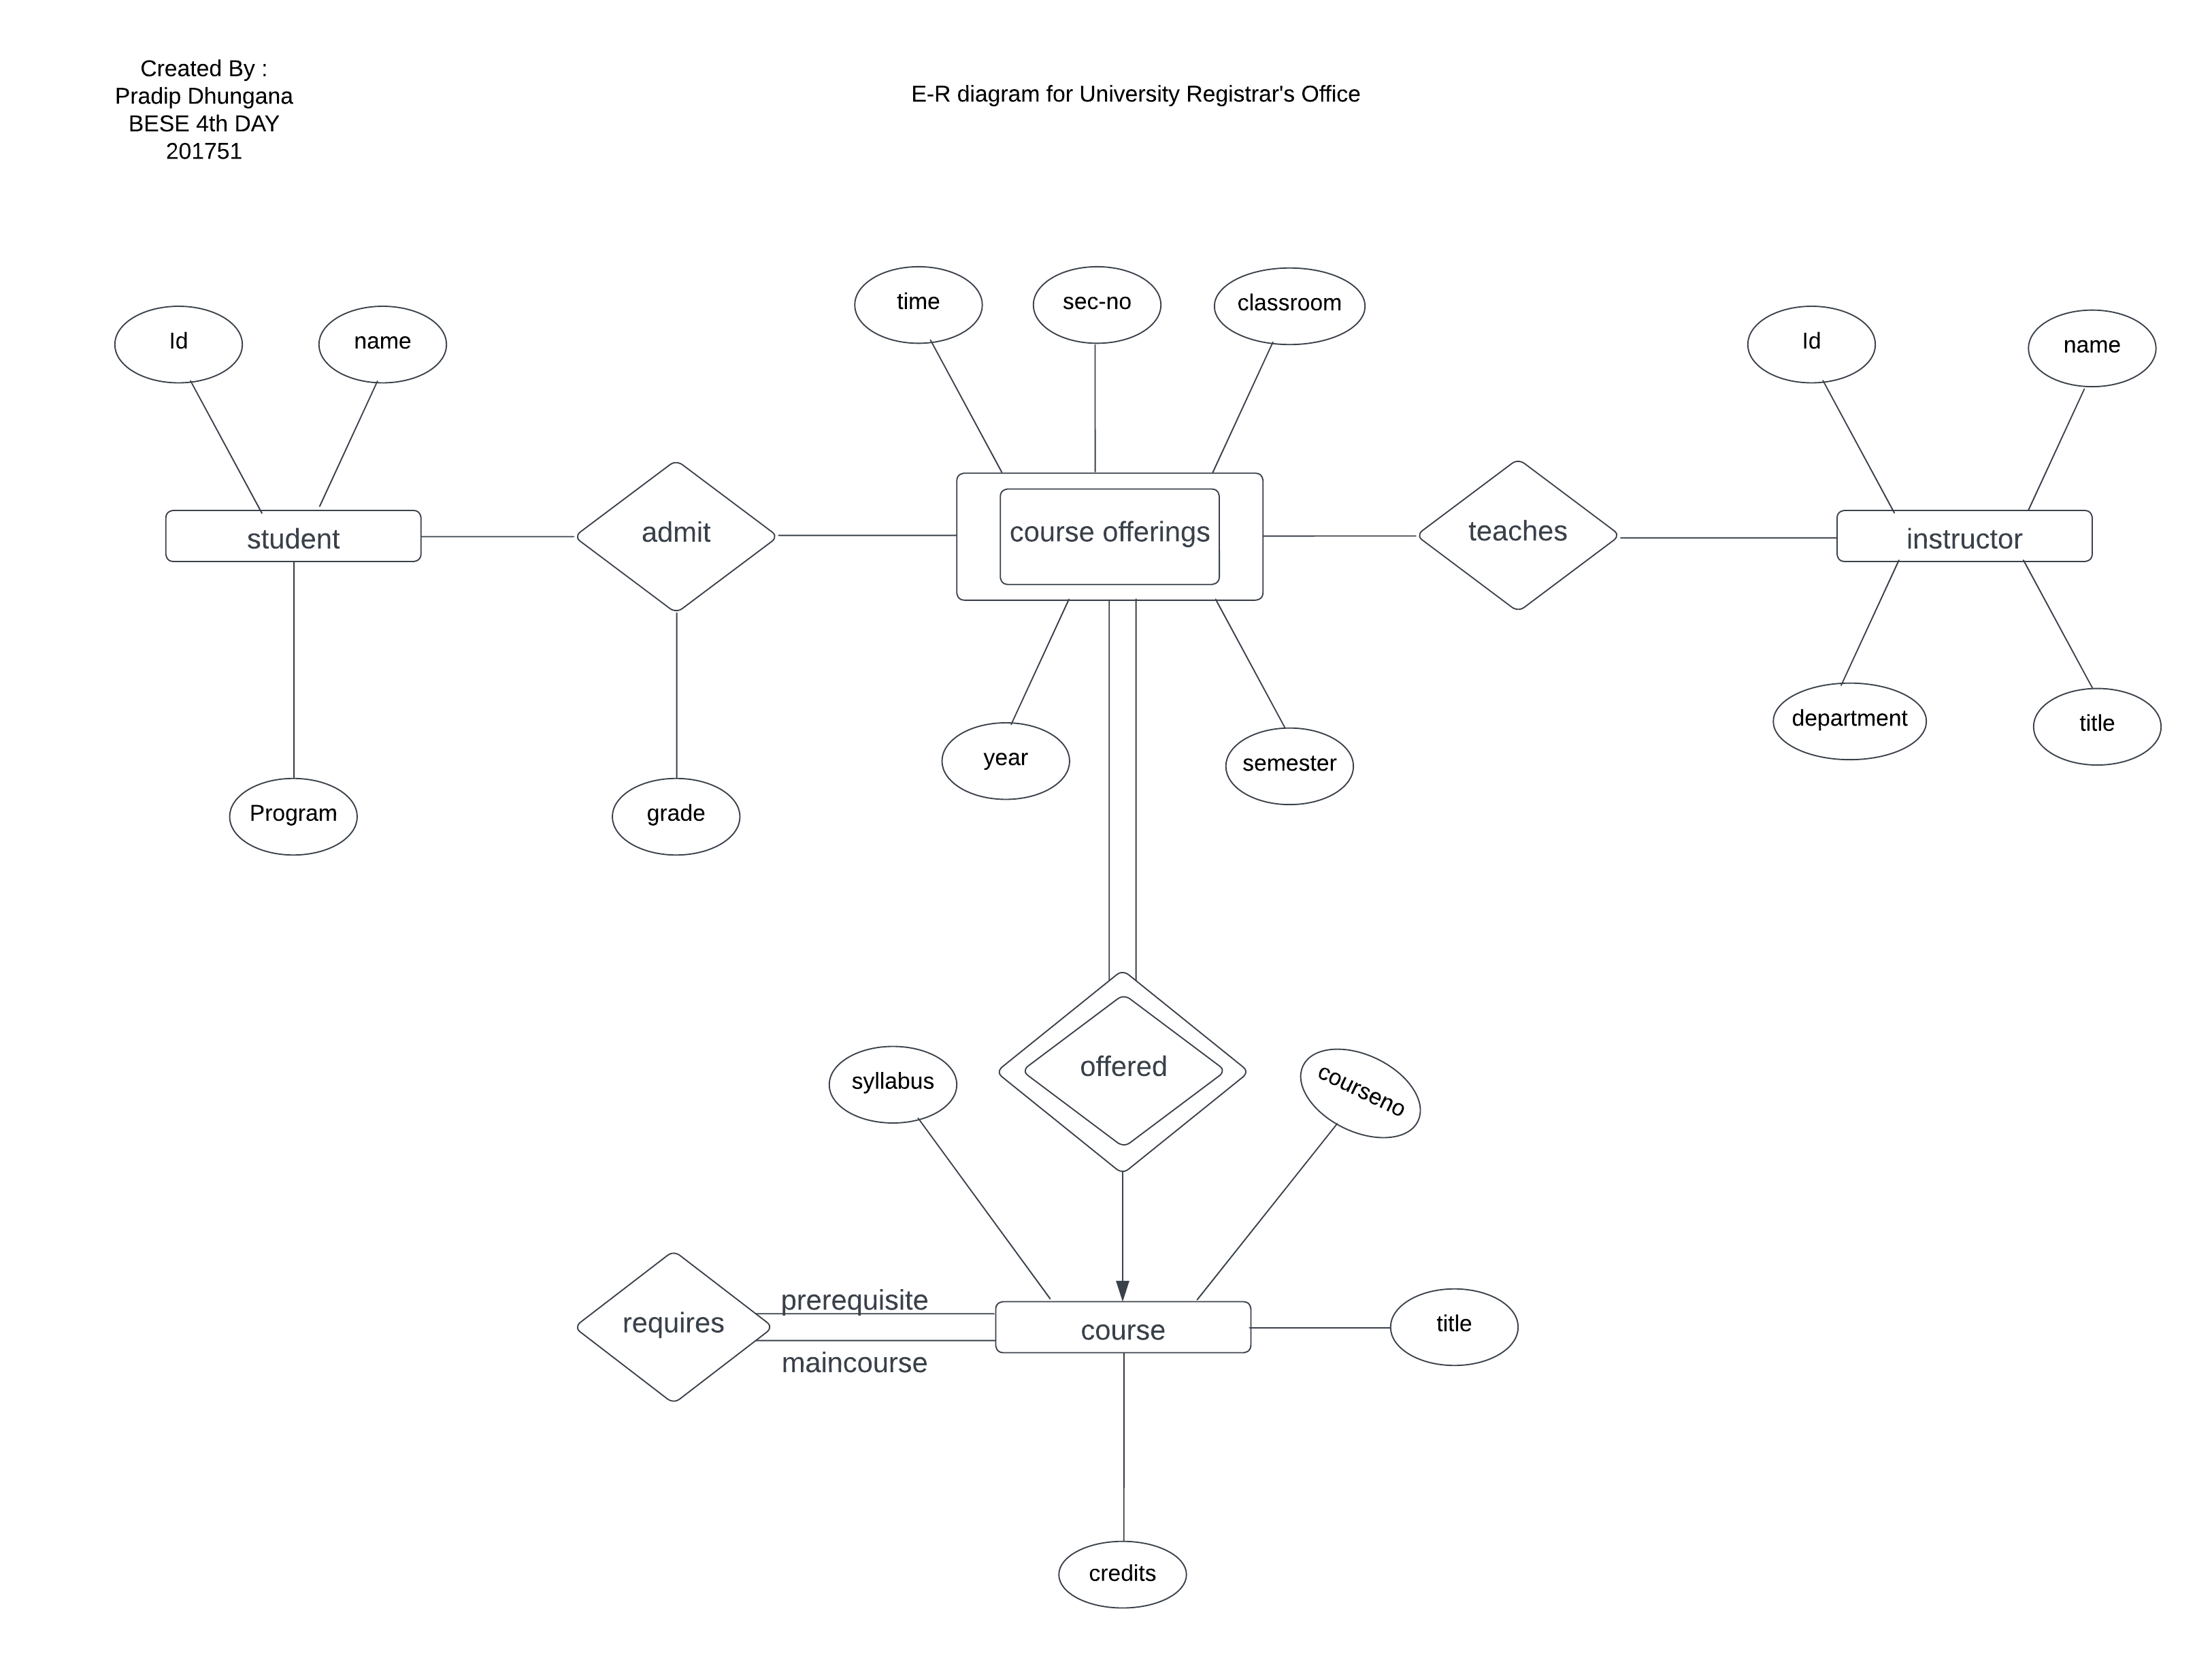 Created By :
Pradip Dhungana
BESE 4th DAY
201751
E-R diagram for University Registrar's Office
time
sec-no
classroom
Id
name
Id
name
student
admit
course offerings
teaches
instructor
department
title
year
semester
Program
grade
offered
syllabus
courseno
prerequisite
requires
course
title
maincourse
credits